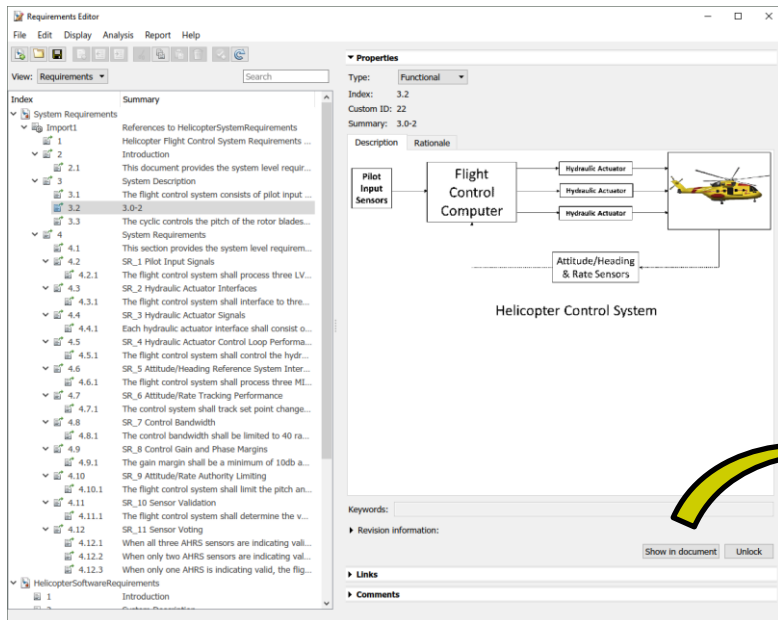 Requirements Editor
File Edit Display Analysis Report Help
View: Requirements
Search
Index Summary
System Requirements
Import1 References to HelicopterSystemRequirements
1 Helicopter Flight Control System Requirements ...
2 Introduction
2.1 This document provides the system level requir...
3 System Description
3.1 The flight control system consists of pilot input ...
3.2 3.0-2
3.3 The cyclic controls the pitch of the rotor blades...
4 System Requirements
4.1 This section provides the system level requirem...
4.2 SR_1 Pilot Input Signals
4.2.1 The flight control system shall process three LV...
4.3 SR_2 Hydraulic Actuator Interfaces
4.3.1 The flight control system shall interface to thre...
4.4 SR_3 Hydraulic Actuator Signals
4.4.1 Each hydraulic actuator interface shall consist o...
4.5 SR_4 Hydraulic Actuator Control Loop Performa...
4.5.1 The flight control system shall control the hydr...
4.6 SR_5 Attitude/Heading Reference System Inter...
4.6.1 The flight control system shall process three MI...
4.7 SR_6 Attitude/Rate Tracking Performance
4.7.1 The control system shall track set point change...
4.8 SR_7 Control Bandwidth
4.8.1 The control bandwidth shall be limited to 40 ra...
4.9 SR_8 Control Gain and Phase Margins
4.9.1 The gain margin shall be a minimum of 10db a...
4.10 SR_9 Attitude/Rate Authority Limiting
4.10.1 The flight control system shall limit the pitch an...
4.11 SR_10 Sensor Validation
4.11.1 The flight control system shall determine the v...
4.12 SR_11 Sensor Voting
4.12.1 When all three AHRS sensors are indicating vali...
4.12.2 When only two AHRS sensors are indicating val...
4.12.3 When only one AHRS is indicating valid, the flig...
HelicopterSoftwareRequirements
1 Introduction
Properties
Type: Functional
Index: 3.2
Custom ID: 22
Summary: 3.0-2
Description Rationale
Pilot
Input
Sensors
Flight
Control
Computer
Hydraulic Actuator
Hydraulic Actuator
Hydraulic Actuator
Attitude/Heading
& Rate Sensors
Helicopter Control System
Keywords:
Revision information:
Show in document Unlock
Links
Comments